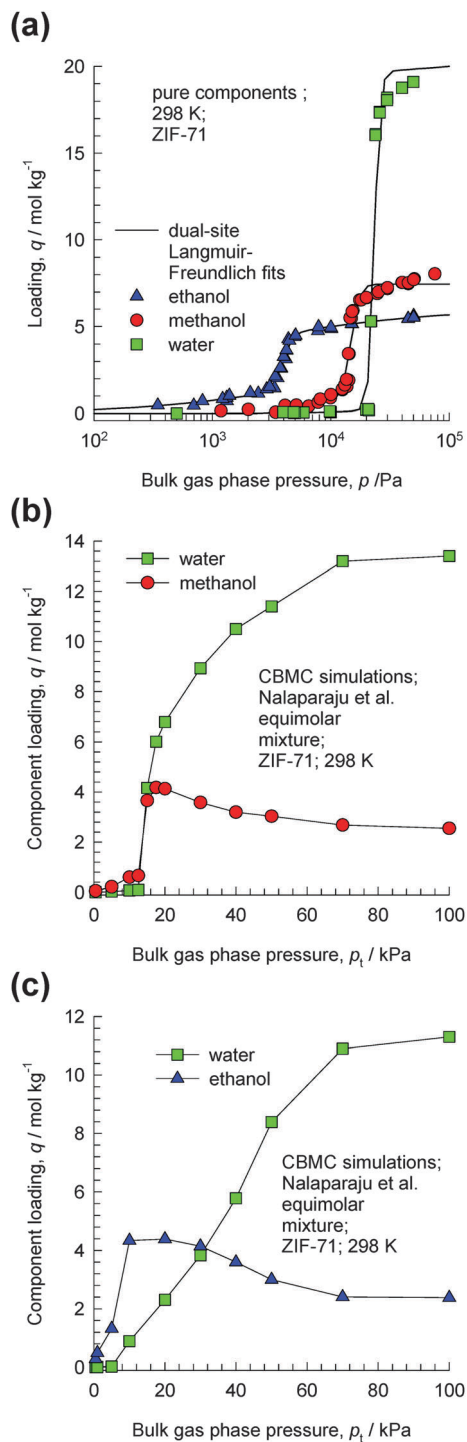 (a)
20
15
10
5
0
Loading, q / mol kg⁻¹
pure components ;
298 K;
ZIF-71
dual-site
Langmuir-
Freundlich fits
ethanol
methanol
water
10² 10³ 10⁴ 10⁵
Bulk gas phase pressure, p /Pa
(b)
14
12
10
8
6
4
2
0
Component loading, q / mol kg⁻¹
water
methanol
CBMC simulations;
Nalaparaju et al.
equimolar
mixture;
ZIF-71; 298 K
0 20 40 60 80 100
Bulk gas phase pressure, pₜ / kPa
(c)
12
10
8
6
4
2
0
Component loading, q / mol kg⁻¹
water
ethanol
CBMC simulations;
Nalaparaju et al.
equimolar
mixture;
ZIF-71; 298 K
0 20 40 60 80 100
Bulk gas phase pressure, pₜ / kPa